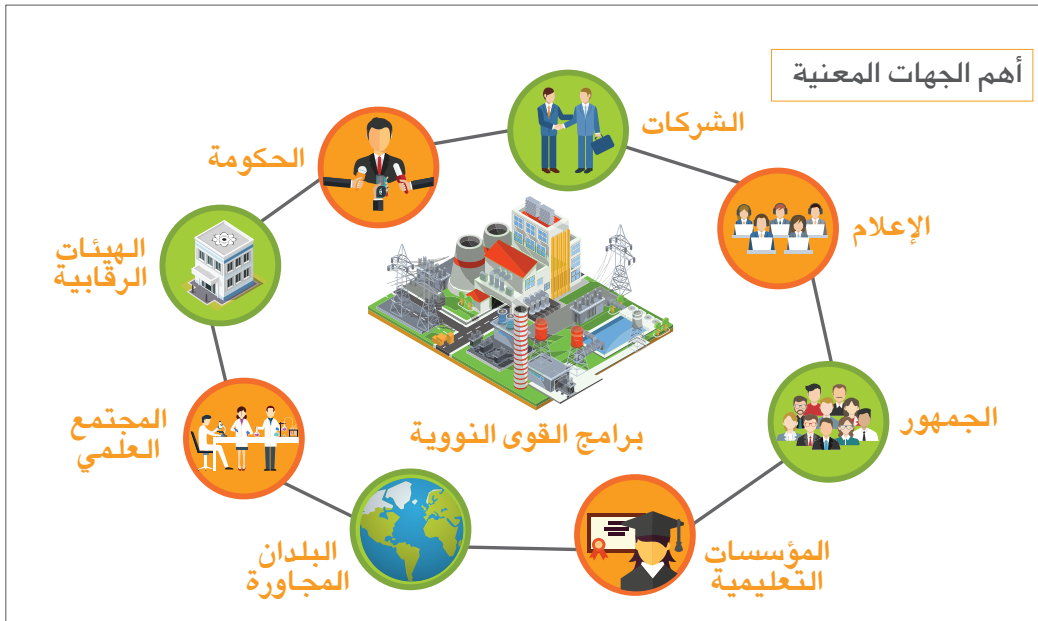 أهم الجهات المعنية
الشركات
الحكومة
الإعلام
الهيئات
الرقابية
الجمهور
المجتمع
العلمي
برامج القوى النووية
المؤسسات
التعليمية
البلدان
المجاورة